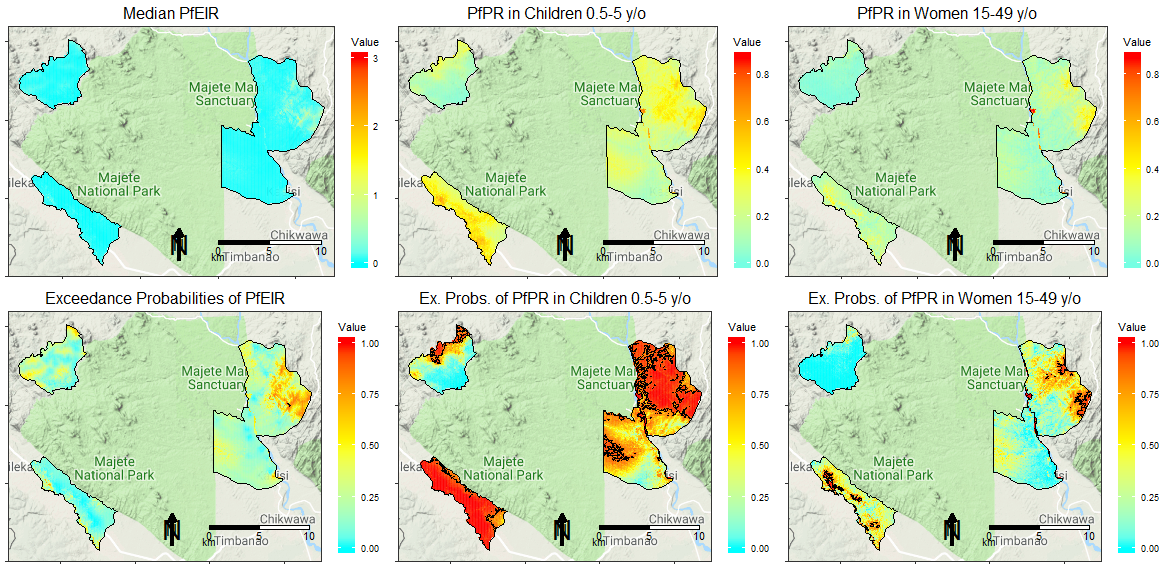 Median PfEIR
PfPR in Children 0.5-5 y/o
PfPR in Women 15-49 y/o
Majete Ma
Sanctuary
Majete
National Park
ileka
isi
Chikwawa
Timbanao
N
0 5 10
km
Value
3
2
1
0
Majete Ma
Sanctuary
Majete
National Park
ileka
isi
Chikwawa
Timbanao
N
0 5 10
km
Value
0.8
0.6
0.4
0.2
0.0
Majete Ma
Sanctuary
Majete
National Park
ileka
isi
Chikwawa
Timbanao
N
0 5 10
km
Value
0.8
0.6
0.4
0.2
0.0
Exceedance Probabilities of PfEIR
Ex. Probs. of PfPR in Children 0.5-5 y/o
Ex. Probs. of PfPR in Women 15-49 y/o
Majete Ma
Sanctuary
Majete
National Park
ileka
isi
Chikwawa
Timbanao
N
0 5 10
km
Value
1.00
0.75
0.50
0.25
0.00
Majete Ma
Sanctuary
Majete
National Park
ileka
isi
Chikwawa
Timbanao
N
0 5 10
km
Value
1.00
0.75
0.50
0.25
0.00
Majete Ma
Sanctuary
Majete
National Park
ileka
isi
Chikwawa
Timbanao
N
0 5 10
km
Value
1.00
0.75
0.50
0.25
0.00